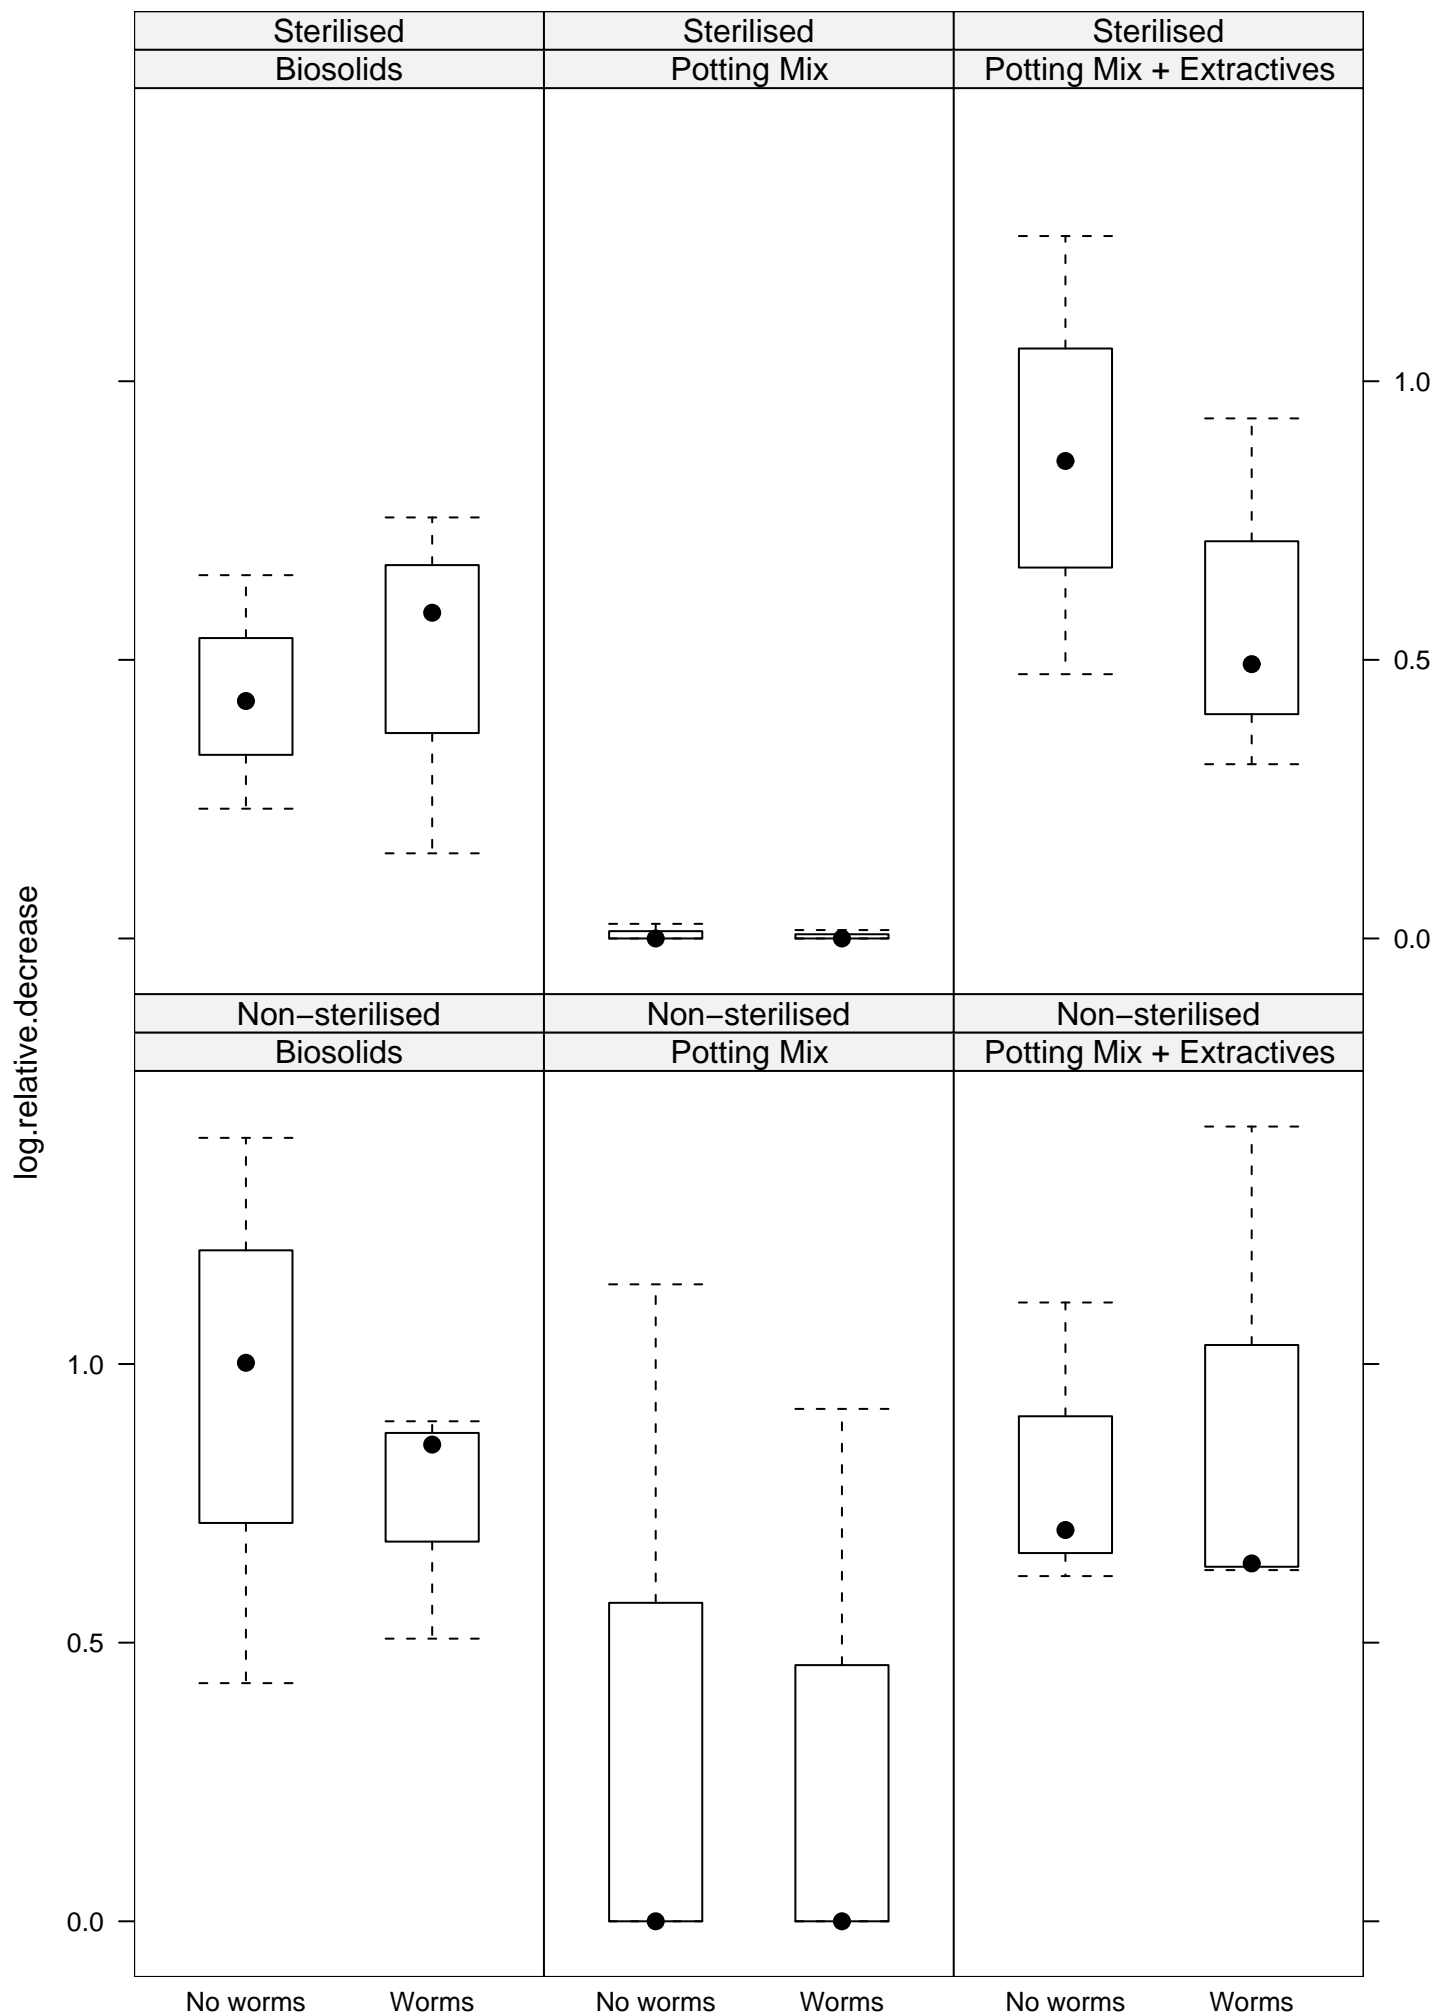 Sterilised Sterilised Sterilised
Biosolids Potting Mix Potting Mix + Extractives
1.0
0.5
0.0
log.relative.decrease
Non−sterilised Non−sterilised Non−sterilised
Biosolids Potting Mix Potting Mix + Extractives
1.0
0.5
0.0
No worms Worms No worms Worms No worms Worms